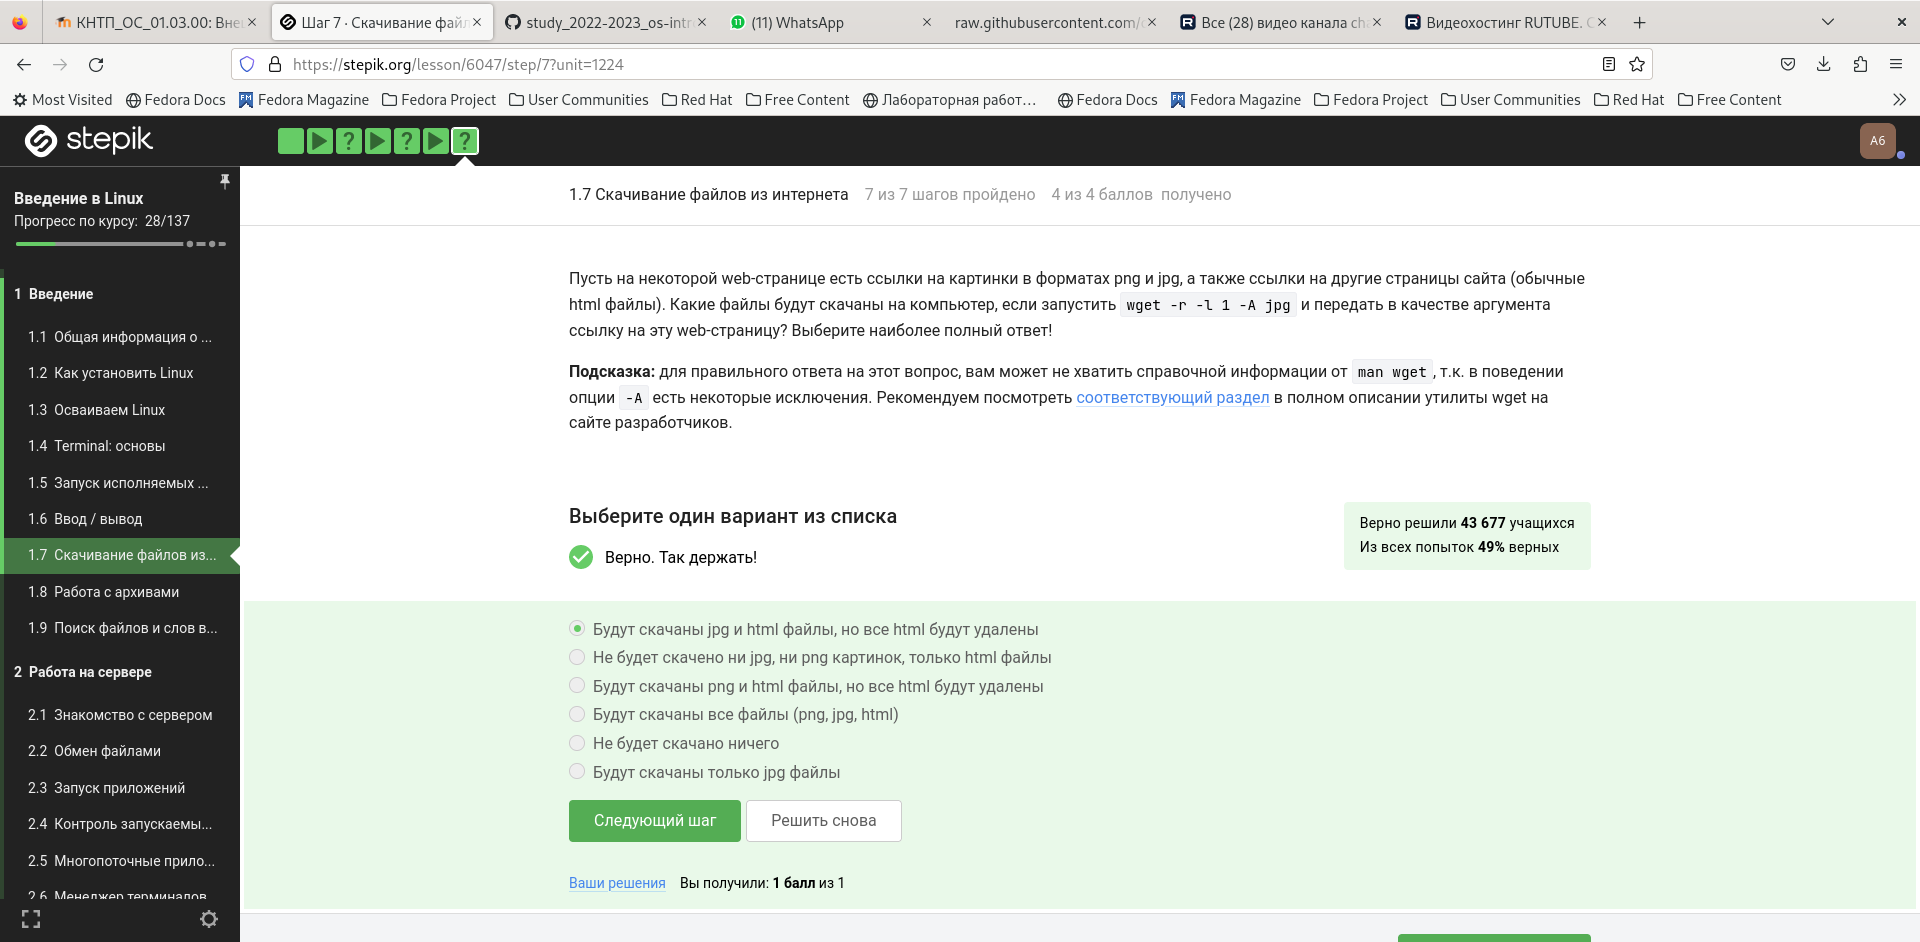 КНТП_ОС_01.03.00: Вне
Шаг 7 · Скачивание файл
study_2022-2023_os-intr
(11) WhatsApp
raw.githubusercontent.com/
Все (28) видео канала
Видеохостинг RUTUBE.
https://stepik.org/lesson/6047/step/7?unit=1224
Most Visited
Fedora Docs
Fedora Magazine
Fedora Project
User Communities
Red Hat
Free Content
Лабораторная работ…
Fedora Docs
Fedora Magazine
Fedora Project
User Communities
Red Hat
Free Content
stepik
А6
Введение в Linux
Прогресс по курсу: 28/137
1 Введение
1.1 Общая информация о ...
1.2 Как установить Linux
1.3 Осваиваем Linux
1.4 Terminal: основы
1.5 Запуск исполняемых ...
1.6 Ввод / вывод
1.7 Скачивание файлов из...
1.8 Работа с архивами
1.9 Поиск файлов и слов в...
2 Работа на сервере
2.1 Знакомство с сервером
2.2 Обмен файлами
2.3 Запуск приложений
2.4 Контроль запускаемы...
2.5 Многопоточные прило...
2.6 Менеджер терминалов
1.7 Скачивание файлов из интернета 7 из 7 шагов пройдено 4 из 4 баллов получено
Пусть на некоторой web-странице есть ссылки на картинки в форматах png и jpg, а также ссылки на другие страницы сайта (обычные
html файлы). Какие файлы будут скачаны на компьютер, если запустить wget -r -l 1 -A jpg и передать в качестве аргумента
ссылку на эту web-страницу? Выберите наиболее полный ответ!
Подсказка: для правильного ответа на этот вопрос, вам может не хватить справочной информации от man wget, т.к. в поведении
опции -A есть некоторые исключения. Рекомендуем посмотреть соответствующий раздел в полном описании утилиты wget на
сайте разработчиков.
Выберите один вариант из списка
Верно. Так держать!
Верно решили 43 677 учащихся
Из всех попыток 49% верных
Будут скачаны jpg и html файлы, но все html будут удалены
Не будет скачено ни jpg, ни png картинок, только html файлы
Будут скачаны png и html файлы, но все html будут удалены
Будут скачаны все файлы (png, jpg, html)
Не будет скачано ничего
Будут скачаны только jpg файлы
Следующий шаг
Решить снова
Ваши решения Вы получили: 1 балл из 1